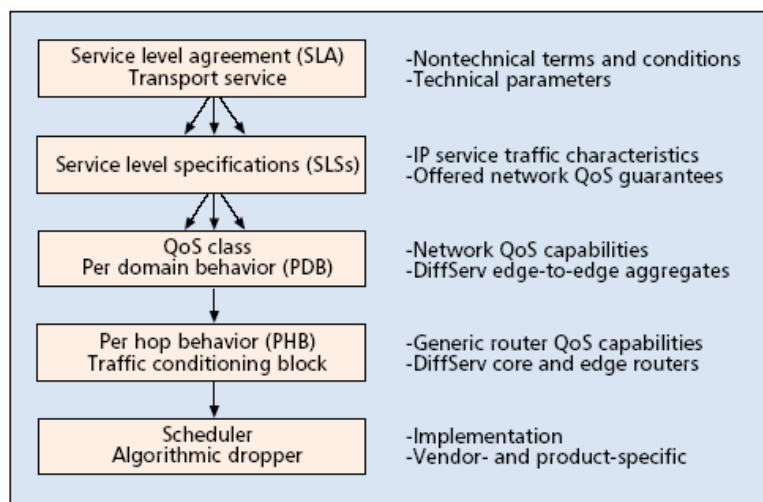 Service level agreement (SLA)
Transport service
-Nontechnical terms and conditions
-Technical parameters
Service level specifications (SLSs)
-IP service traffic characteristics
-Offered network QoS guarantees
QoS class
Per domain behavior (PDB)
-Network QoS capabilities
-DiffServ edge-to-edge aggregates
Per hop behavior (PHB)
Traffic conditioning block
-Generic router QoS capabilities
-DiffServ core and edge routers
Scheduler
Algorithmic dropper
-Implementation
-Vendor- and product-specific